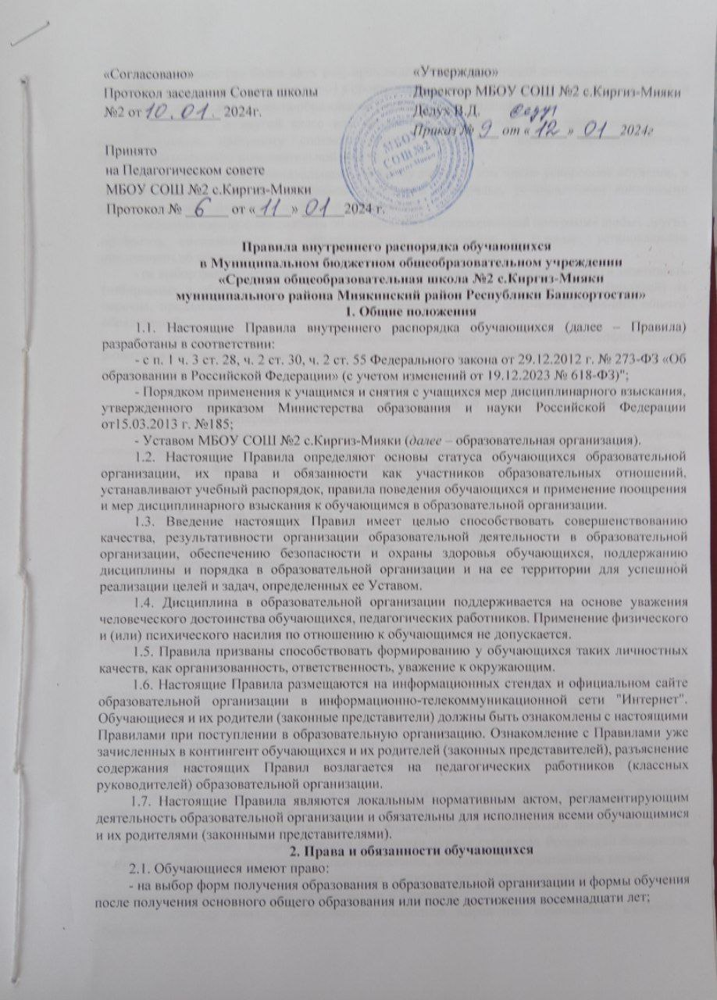 «Согласовано»
Протокол заседания Совета школы
№2 от 10.01. 2024г.
«Утверждаю»
Директор МБОУ СОШ №2 с.Киргиз-Мияки
Дедух В.Д.
Приказ № 9 от «12» 01 2024г
МБОУ
СОШ №2
с.Киргиз-Мияки
Принято
на Педагогическом совете
МБОУ СОШ №2 с.Киргиз-Мияки
Протокол № 6 от «11» 01 2024 г.
Правила внутреннего распорядка обучающихся
в Муниципальном бюджетном общеобразовательном учреждении
«Средняя общеобразовательная школа №2 с.Киргиз-Мияки
муниципального района Миякинский район Республики Башкортостан»
1. Общие положения
1.1. Настоящие Правила внутреннего распорядка обучающихся (далее – Правила)
разработаны в соответствии:
- с п. 1 ч. 3 ст. 28, ч. 2 ст. 30, ч. 2 ст. 55 Федерального закона от 29.12.2012 г. № 273-ФЗ «Об
образовании в Российской Федерации» (с учетом изменений от 19.12.2023 № 618-ФЗ)";
- Порядком применения к учащимся и снятия с учащихся мер дисциплинарного взыскания,
утвержденного приказом Министерства образования и науки Российской Федерации
от15.03.2013 г. №185;
- Уставом МБОУ СОШ №2 с.Киргиз-Мияки (далее – образовательная организация).
1.2. Настоящие Правила определяют основы статуса обучающихся образовательной
организации, их права и обязанности как участников образовательных отношений,
устанавливают учебный распорядок, правила поведения обучающихся и применение поощрения
и мер дисциплинарного взыскания к обучающимся в образовательной организации.
1.3. Введение настоящих Правил имеет целью способствовать совершенствованию
качества, результативности организации образовательной деятельности в образовательной
организации, обеспечению безопасности и охраны здоровья обучающихся, поддержанию
дисциплины и порядка в образовательной организации и на ее территории для успешной
реализации целей и задач, определенных ее Уставом.
1.4. Дисциплина в образовательной организации поддерживается на основе уважения
человеческого достоинства обучающихся, педагогических работников. Применение физического
и (или) психического насилия по отношению к обучающимся не допускается.
1.5. Правила призваны способствовать формированию у обучающихся таких личностных
качеств, как организованность, ответственность, уважение к окружающим.
1.6. Настоящие Правила размещаются на информационных стендах и официальном сайте
образовательной организации в информационно-телекоммуникационной сети "Интернет".
Обучающиеся и их родители (законные представители) должны быть ознакомлены с настоящими
Правилами при поступлении в образовательную организацию. Ознакомление с Правилами уже
зачисленных в контингент обучающихся и их родителей (законных представителей), разъяснение
содержания настоящих Правил возлагается на педагогических работников (классных
руководителей) образовательной организации.
1.7. Настоящие Правила являются локальным нормативным актом, регламентирующим
деятельность образовательной организации и обязательны для исполнения всеми обучающимися
и их родителями (законными представителями).
2. Права и обязанности обучающихся
2.1. Обучающиеся имеют право:
- на выбор форм получения образования в образовательной организации и формы обучения
после получения основного общего образования или после достижения восемнадцати лет;